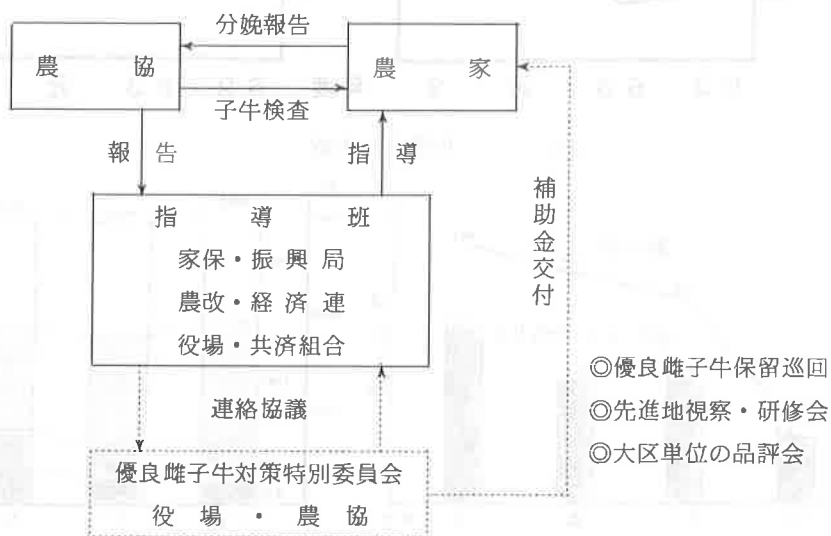 分娩報告
農協
農家
子牛検査
報告
指導
指導班
家保・振興局
農改・経済連
役場・共済組合
補助金交付
◎優良雌子牛保留巡回
◎先進地視察・研修会
◎大区単位の品評会
連絡協議
優良雌子牛対策特別委員会
役場・農協